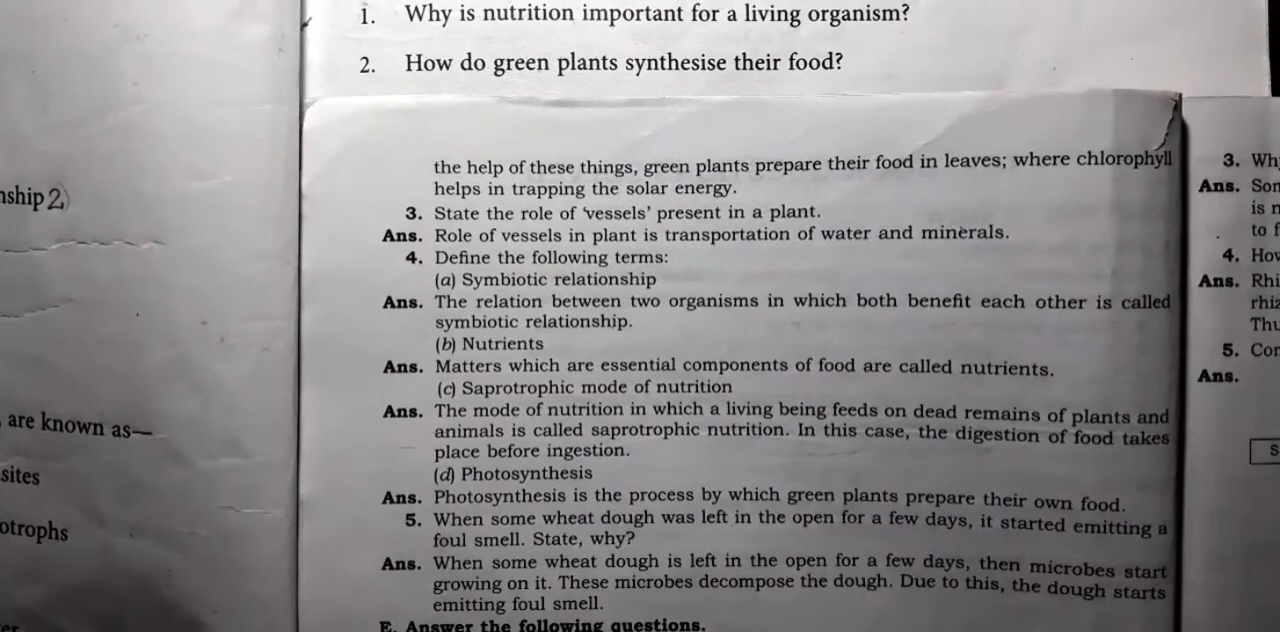 1. Why is nutrition important for a living organism?
2. How do green plants synthesise their food?
the help of these things, green plants prepare their food in leaves; where chlorophyll
helps in trapping the solar energy.
3. State the role of 'vessels' present in a plant.
Ans. Role of vessels in plant is transportation of water and minerals.
4. Define the following terms:
(a) Symbiotic relationship
Ans. The relation between two organisms in which both benefit each other is called
symbiotic relationship.
(b) Nutrients
Ans. Matters which are essential components of food are called nutrients.
(c) Saprotrophic mode of nutrition
Ans. The mode of nutrition in which a living being feeds on dead remains of plants and
animals is called saprotrophic nutrition. In this case, the digestion of food takes
place before ingestion.
(d) Photosynthesis
Ans. Photosynthesis is the process by which green plants prepare their own food.
5. When some wheat dough was left in the open for a few days, it started emitting a
foul smell. State, why?
Ans. When some wheat dough is left in the open for a few days, then microbes start
growing on it. These microbes decompose the dough. Due to this, the dough starts
emitting foul smell.
E. Answer the following questions.
nship 2)
are known as—
sites
otrophs
3. Why
Ans. Som
is n
to f
4. How
Ans. Rhi
rhiz
Thu
5. Con
Ans.
S